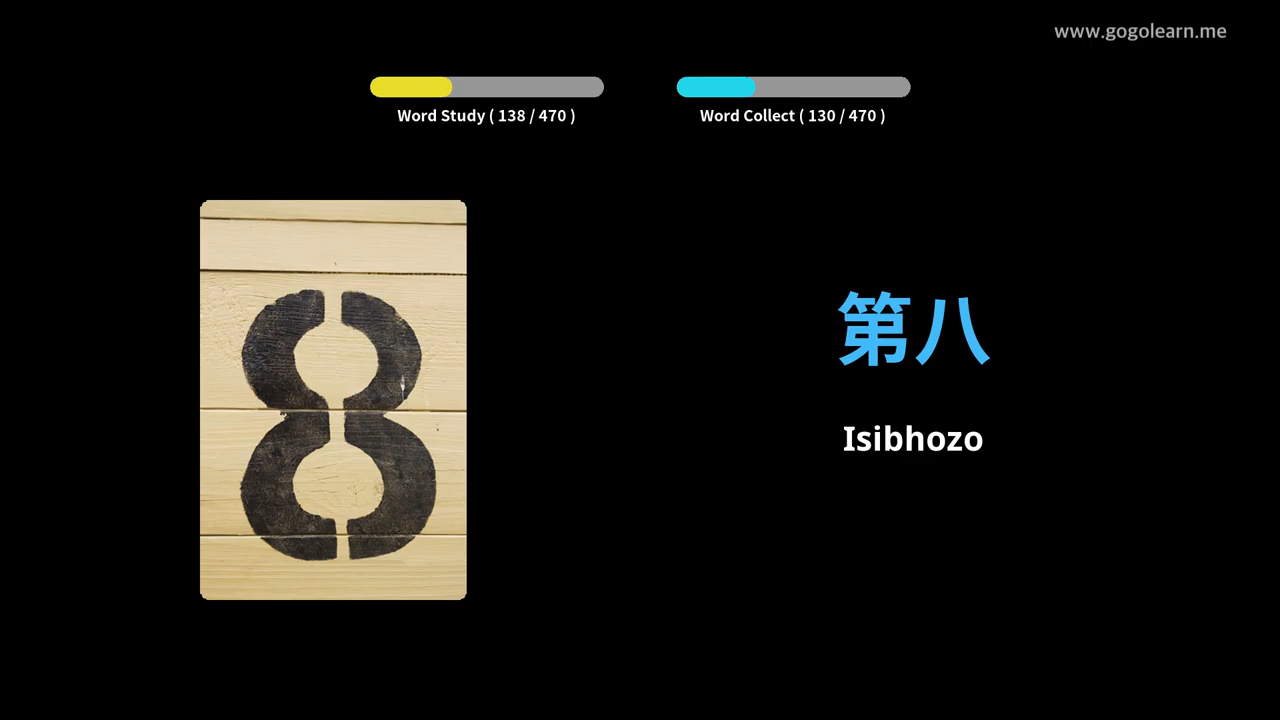 www.gogolearn.me
Word Study ( 138 / 470 )
Word Collect ( 130 / 470 )
8
第八
Isibhozo